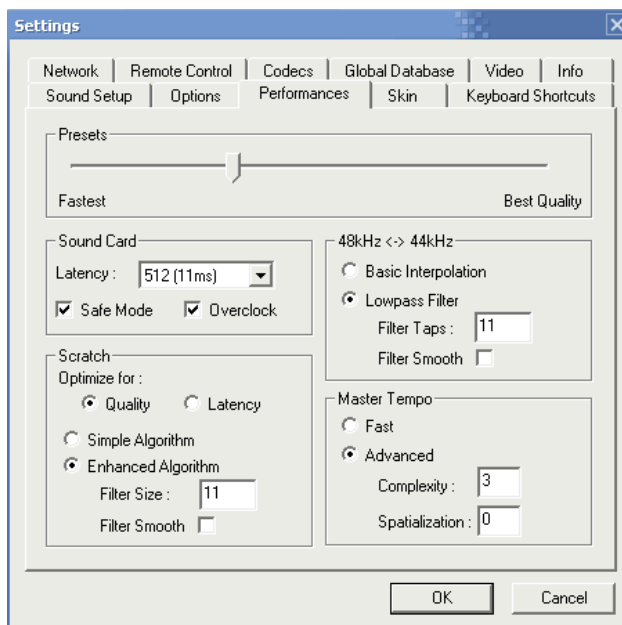 Settings
Network Remote Control Codecs Global Database Video Info
Sound Setup Options Performances Skin Keyboard Shortcuts
Presets
Fastest Best Quality
Sound Card
Latency : 512 (11ms)
Safe Mode Overclock
Scratch
Optimize for :
Quality Latency
Simple Algorithm
Enhanced Algorithm
Filter Size : 11
Filter Smooth
48kHz <-> 44kHz
Basic Interpolation
Lowpass Filter
Filter Taps : 11
Filter Smooth
Master Tempo
Fast
Advanced
Complexity : 3
Spatialization : 0
OK Cancel